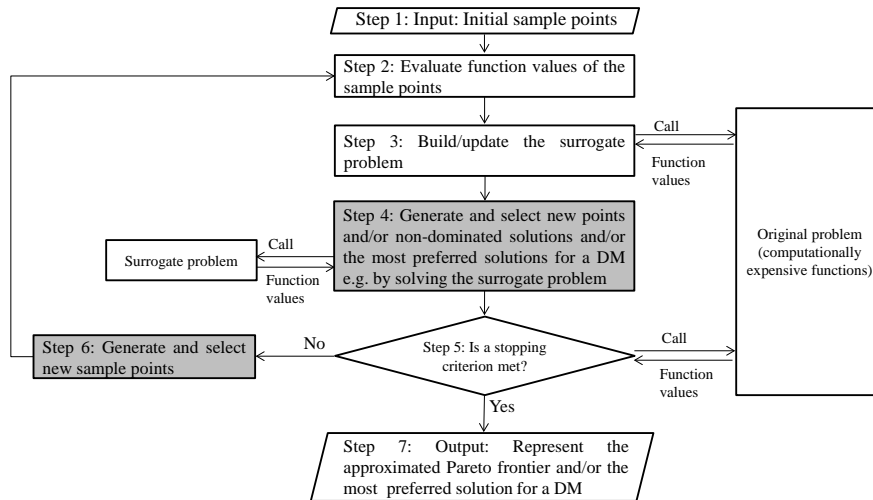 Step 1: Input: Initial sample points
Step 2: Evaluate function values of the
sample points
Step 3: Build/update the surrogate
problem
Call
Function
values
Step 4: Generate and select new points
and/or non-dominated solutions and/or
the most preferred solutions for a DM
e.g. by solving the surrogate problem
Surrogate problem
Call
Function
values
Original problem
(computationally
expensive functions)
Step 5: Is a stopping
criterion met?
Call
Function
values
No
Step 6: Generate and select
new sample points
Yes
Step 7: Output: Represent the
approximated Pareto frontier and/or the
most preferred solution for a DM